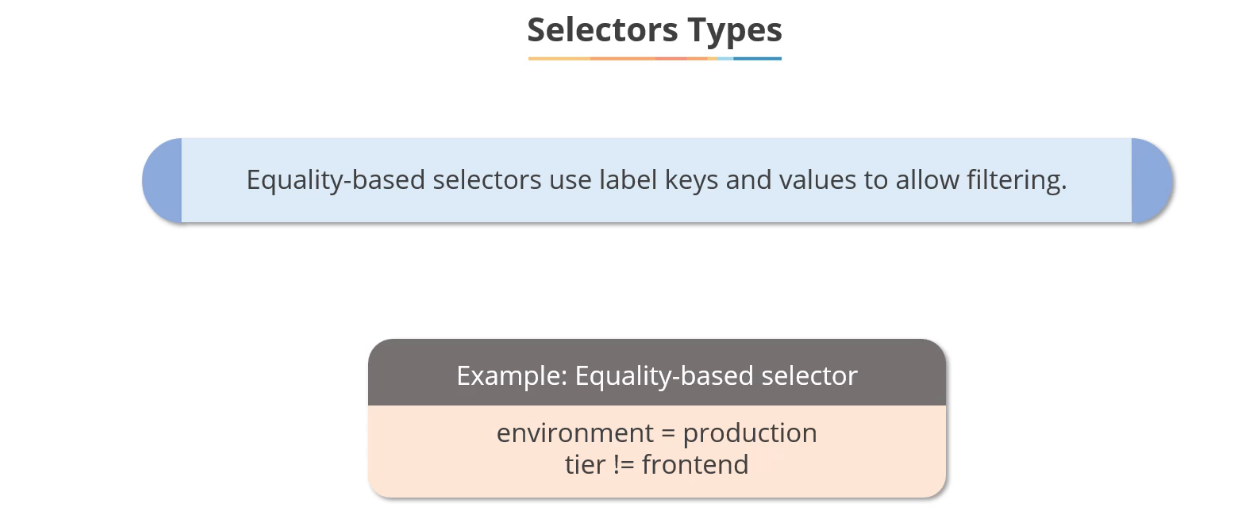 Selectors Types
Equality-based selectors use label keys and values to allow filtering.
Example: Equality-based selector
environment = production
tier != frontend